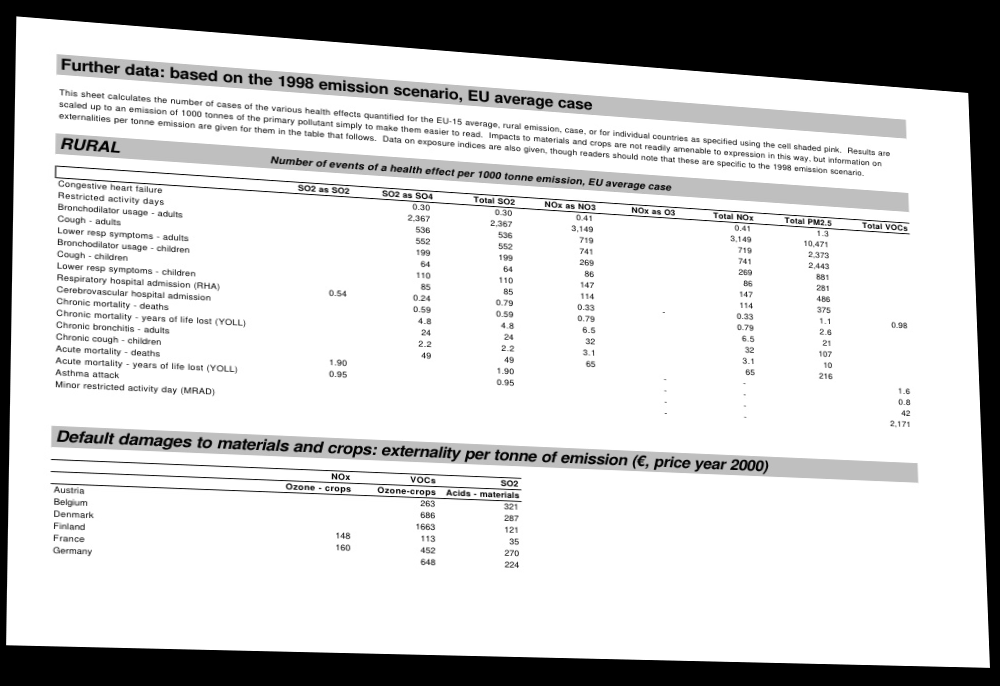 Further data: based on the 1998 emission scenario, EU average case
This sheet calculates the number of cases of the various health effects quantified for the EU-15 average, rural emission, case, or for individual countries as specified using the cell shaded pink. Results are
scaled up to an emission of 1000 tonnes of the primary pollutant simply to make them easier to read. Impacts to materials and crops are not readily amenable to expression in this way, but information on
externalities per tonne emission are given for them in the table that follows. Data on exposure indices are also given, though readers should note that these are specific to the 1998 emission scenario.
RURAL Number of events of a health effect per 1000 tonne emission, EU average case
SO2 as SO2 SO2 as SO4 Total SO2 NOx as NO3 NOx as O3 Total NOx Total PM2.5 Total VOCs
Congestive heart failure 0.30 0.30 0.41 0.41 1.3
Restricted activity days 2,367 2,367 3,149 3,149 10,471
Bronchodilator usage - adults 536 536 719 719 2,373
Cough - adults 552 552 741 741 2,443
Lower resp symptoms - adults 199 199 269 269 881
Bronchodilator usage - children 64 64 86 86 281
Cough - children 110 110 147 147 486
Lower resp symptoms - children 85 85 114 114 375
Respiratory hospital admission (RHA) 0.54 0.24 0.79 0.33 - 0.33 1.1 0.98
Cerebrovascular hospital admission 0.59 0.59 0.79 0.79 2.6
Chronic mortality - deaths 4.8 4.8 6.5 6.5 21
Chronic mortality - years of life lost (YOLL) 24 24 32 32 107
Chronic bronchitis - adults 2.2 2.2 3.1 3.1 10
Chronic cough - children 49 49 65 65 216
Acute mortality - deaths 1.90 1.90 - - 1.6
Acute mortality - years of life lost (YOLL) 0.95 0.95 - - 0.8
Asthma attack - - 42
Minor restricted activity day (MRAD) - - 2,171
Default damages to materials and crops: externality per tonne of emission (€, price year 2000)
NOx VOCs SO2
Ozone - crops Ozone-crops Acids - materials
Austria 263 321
Belgium 686 287
Denmark 1663 121
Finland 148 113 35
France 160 452 270
Germany 648 224